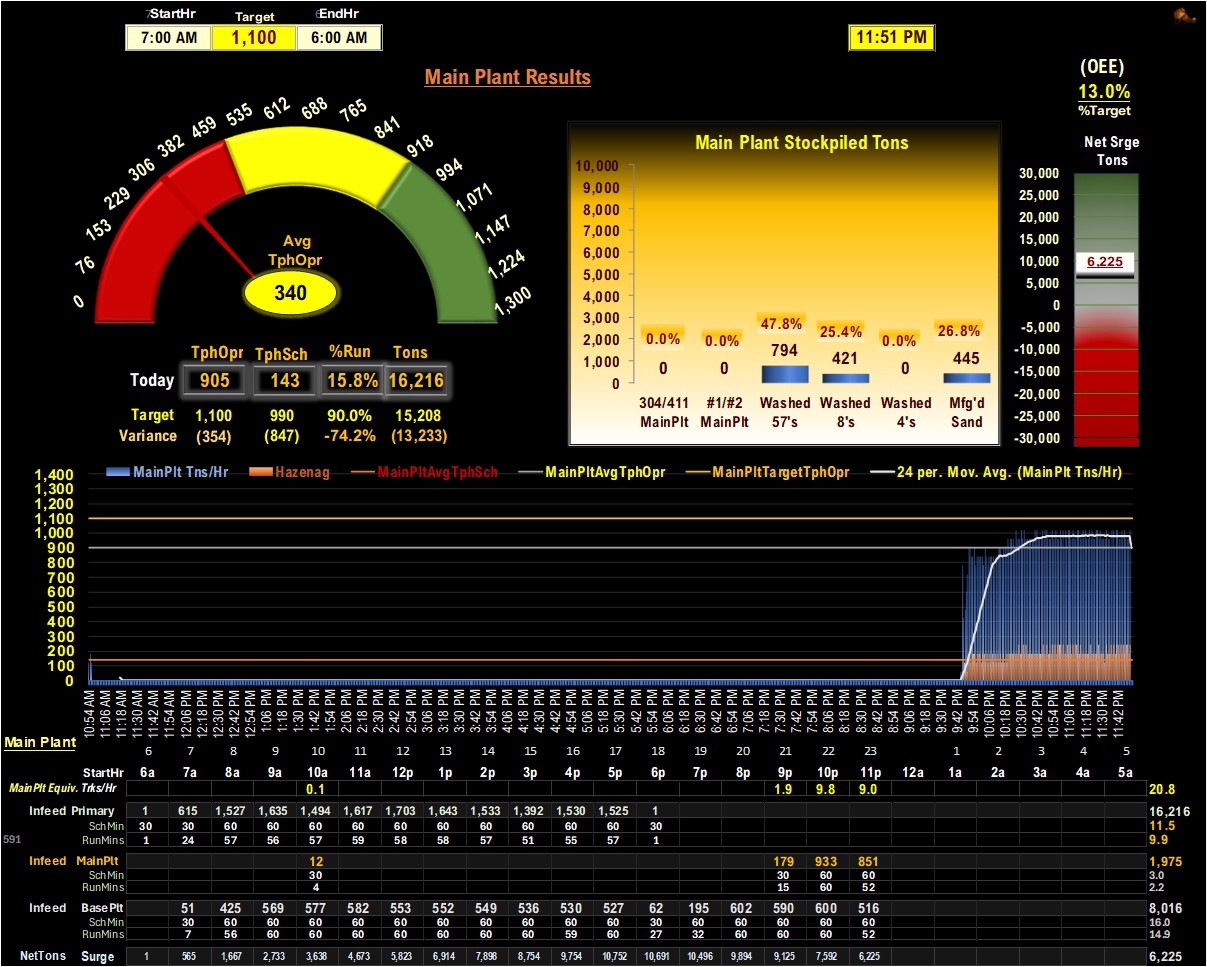 StartHr Target EndHr
7:00 AM 1,100 6:00 AM
11:51 PM
Main Plant Results
(OEE)
13.0%
%Target
Net Srge
Tons
0 76 153 229 306 382 459 535 612 688 765 841 918 994 1,071 1,147 1,224 1,300
Avg
TphOpr
340
Main Plant Stockpiled Tons
10,000
9,000
8,000
7,000
6,000
5,000
4,000
3,000
2,000
1,000
0
0.0% 0.0% 47.8% 25.4% 0.0% 26.8%
0 0 794 421 0 445
304/411 #1/#2 Washed Washed Washed Mfg'd
MainPlt MainPlt 57's 8's 4's Sand
30,000
25,000
20,000
15,000
10,000
5,000
0
-5,000
-10,000
-15,000
-20,000
-25,000
-30,000
6,225
TphOpr TphSch %Run Tons
Today 905 143 15.8% 16,216
Target 1,100 990 90.0% 15,208
Variance (354) (847) -74.2% (13,233)
MainPlt Tns/Hr Hazenag MainPltAvgTphSch MainPltAvgTphOpr MainPltTargetTphOpr 24 per. Mov. Avg. (MainPlt Tns/Hr)
1,400
1,300
1,200
1,100
1,000
900
800
700
600
500
400
300
200
100
0
10:54 AM 11:06 AM 11:18 AM 11:42 AM 11:54 AM 12:06 PM 12:18 PM 12:30 PM 12:42 PM 12:54 PM 1:06 PM 1:18 PM 1:30 PM 1:42 PM 1:54 PM 2:06 PM 2:18 PM 2:30 PM 2:42 PM 2:54 PM 3:06 PM 3:18 PM 3:30 PM 3:42 PM 3:54 PM 4:06 PM 4:18 PM 4:30 PM 4:42 PM 4:54 PM 5:06 PM 5:18 PM 5:30 PM 5:42 PM 5:54 PM 6:18 PM 6:30 PM 6:42 PM 6:54 PM 7:06 PM 7:18 PM 7:30 PM 7:42 PM 7:54 PM 8:06 PM 8:18 PM 8:30 PM 8:42 PM 8:54 PM 9:06 PM 9:18 PM 9:30 PM 9:42 PM 9:54 PM 10:06 PM 10:18 PM 10:30 PM 10:42 PM 10:54 PM 11:06 PM 11:18 PM 11:30 PM 11:42 PM
Main Plant
6 7 8 9 10 11 12 13 14 15 16 17 18 19 20 21 22 23 1 2 3 4 5
StartHr 6a 7a 8a 9a 10a 11a 12p 1p 2p 3p 4p 5p 6p 7p 8p 9p 10p 11p 12a 1a 2a 3a 4a 5a
MainPlt Equiv. Trks/Hr 0.1 1.9 9.8 9.0 20.8
Infeed Primary 1 615 1,527 1,635 1,494 1,617 1,703 1,643 1,533 1,392 1,530 1,525 1 16,216
SchMin 30 30 60 60 60 60 60 60 60 60 60 60 30 11.5
591 RunMins 1 24 57 56 57 59 58 58 57 51 55 57 1 9.9
Infeed MainPlt 12 179 933 851 1,975
SchMin 30 30 60 60 3.0
RunMins 4 15 60 52 2.2
Infeed BasePlt 51 425 569 577 582 553 552 549 536 530 527 62 195 602 590 600 516 8,016
SchMin 30 60 60 60 60 60 60 60 60 60 60 30 60 60 60 60 60 16.0
RunMins 7 56 60 60 60 60 60 60 60 59 60 27 32 60 60 60 52 14.9
NetTons Surge 1 565 1,667 2,733 3,638 4,673 5,823 6,914 7,898 8,754 9,754 10,752 10,691 10,496 9,894 9,125 7,592 6,225 6,225